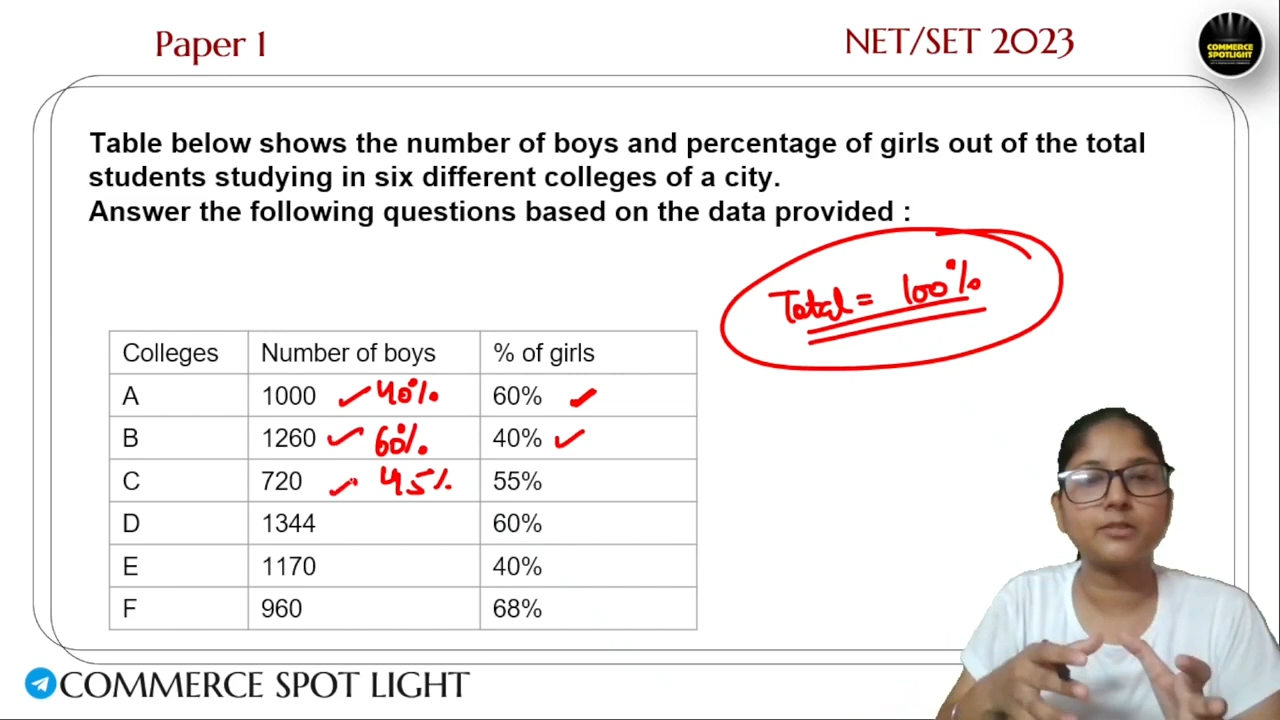 Paper 1
NET/SET 2023
COMMERCE
SPOTLIGHT
Table below shows the number of boys and percentage of girls out of the total
students studying in six different colleges of a city.
Answer the following questions based on the data provided :
Total = 100%
Colleges Number of boys % of girls
A 1000 40% 60%
B 1260 60% 40%
C 720 45% 55%
D 1344 60%
E 1170 40%
F 960 68%
COMMERCE SPOT LIGHT